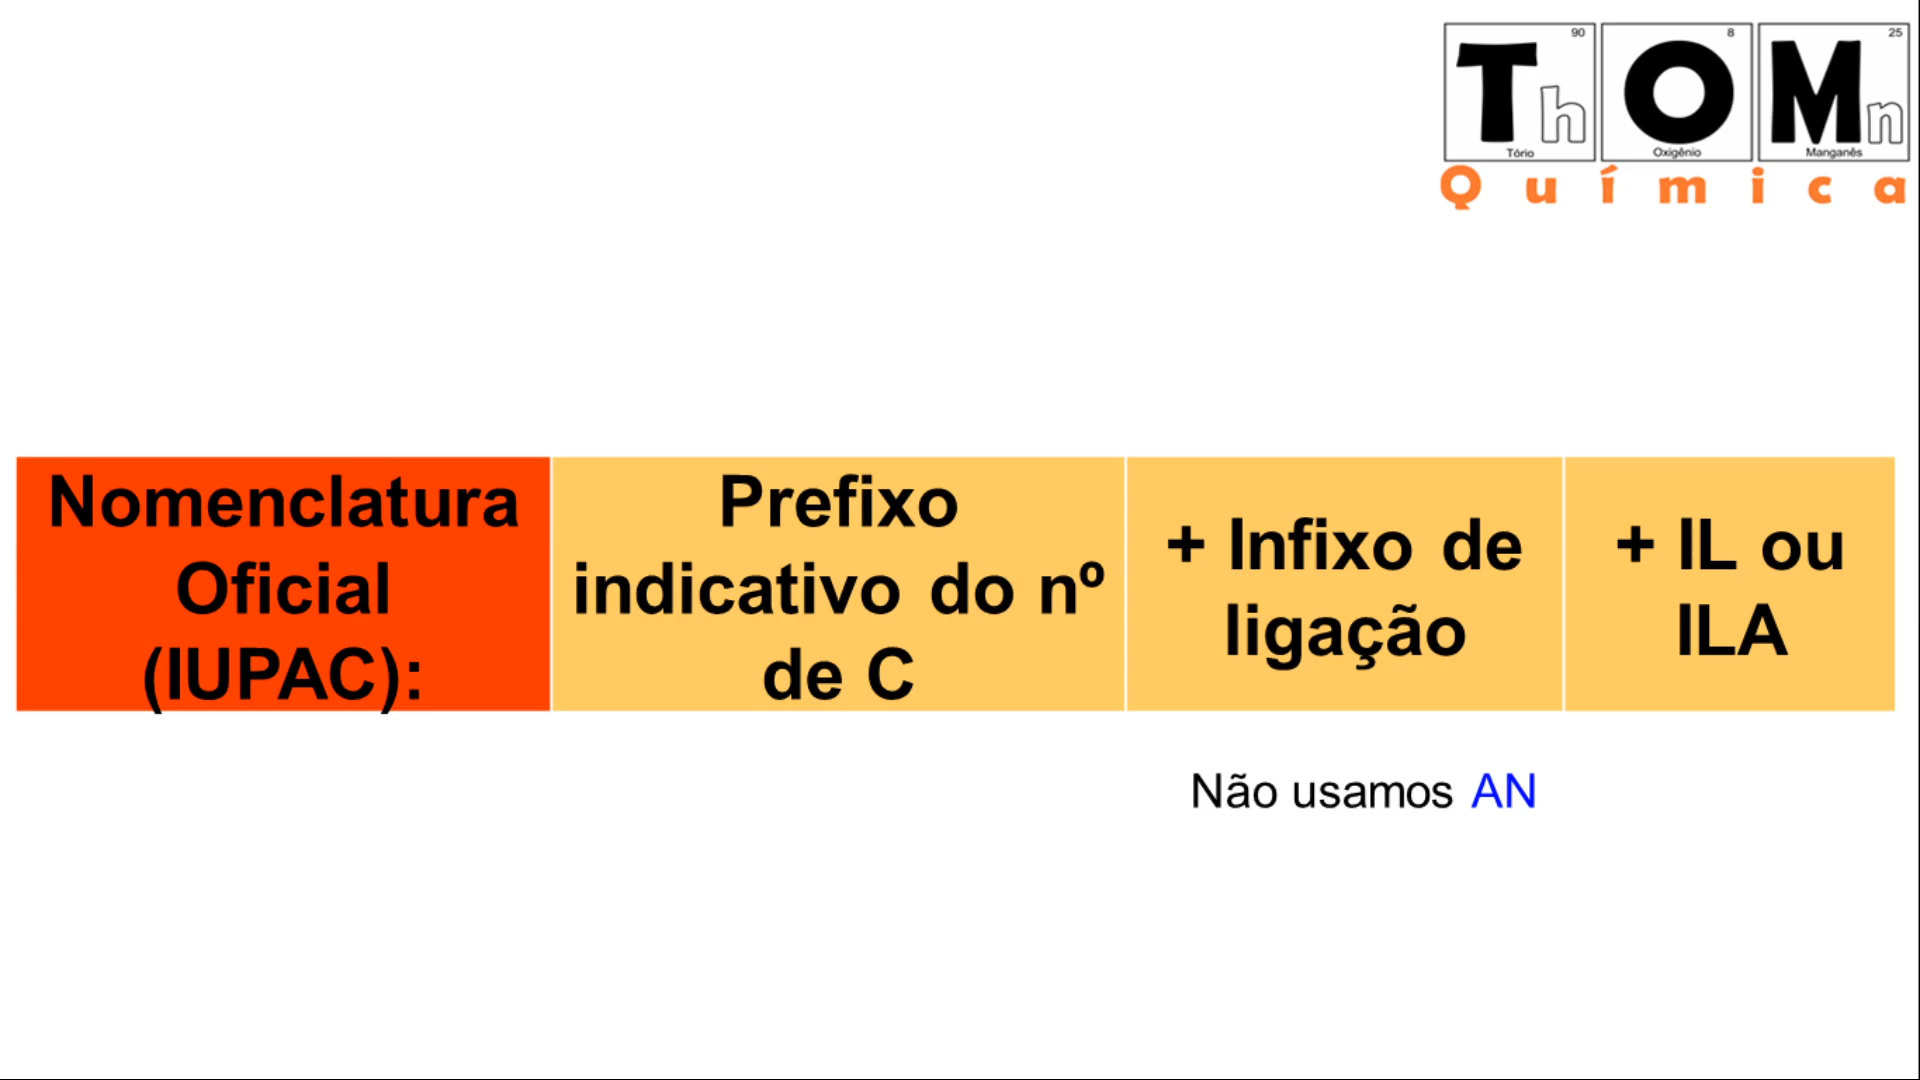 90
8
25
Th
O
Mn
Tório
Oxigênio
Manganês
Química
Nomenclatura
Oficial
(IUPAC):
Prefixo
indicativo do nº
de C
+ Infixo de
ligação
+ IL ou
ILA
Não usamos AN